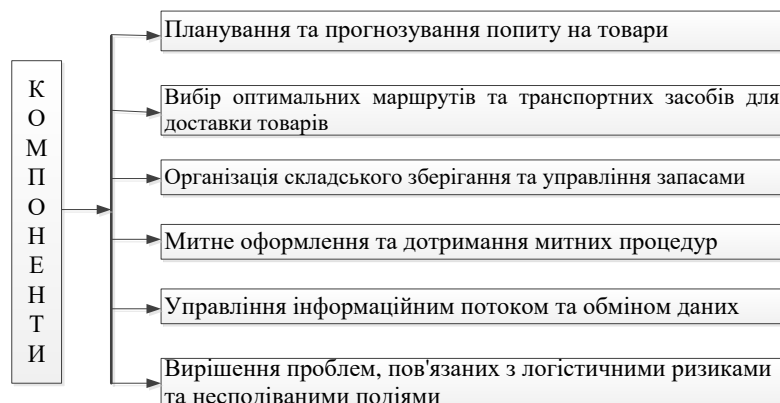 КОМПОНЕНТИ
Планування та прогнозування попиту на товари
Вибір оптимальних маршрутів та транспортних засобів для
доставки товарів
Організація складського зберігання та управління запасами
Митне оформлення та дотримання митних процедур
Управління інформаційним потоком та обміном даних
Вирішення проблем, пов'язаних з логістичними ризиками
та несподіваними подіями